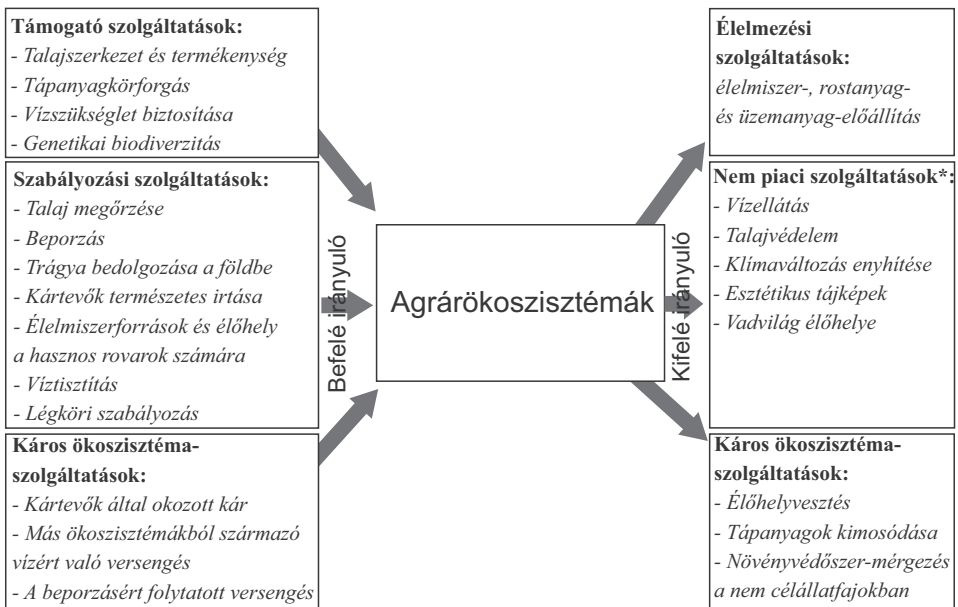 Támogató szolgáltatások:
- Talajszerkezet és termékenység
- Tápanyagkörforgás
- Vízszükséglet biztosítása
- Genetikai biodiverzitás
Szabályozási szolgáltatások:
- Talaj megőrzése
- Beporzás
- Trágya bedolgozása a földbe
- Kártevők természetes irtása
- Élelmiszerforrások és élőhely
a hasznos rovarok számára
- Víztisztítás
- Légköri szabályozás
Káros ökoszisztéma-
szolgáltatások:
- Kártevők által okozott kár
- Más ökoszisztémákból származó
vízért való versengés
- A beporzásért folytatott versengés
Befelé irányuló
Agrárökoszisztémák
Kifelé irányuló
Élelmezési
szolgáltatások:
élelmiszer-, rostanyag-
és üzemanyag-előállítás
Nem piaci szolgáltatások*:
- Vízellátás
- Talajvédelem
- Klímaváltozás enyhítése
- Esztétikus tájképek
- Vadvilág élőhelye
Káros ökoszisztéma-
szolgáltatások:
- Élőhelyvesztés
- Tápanyagok kimosódása
- Növényvédőszer-mérgezés
a nem célállatfajokban